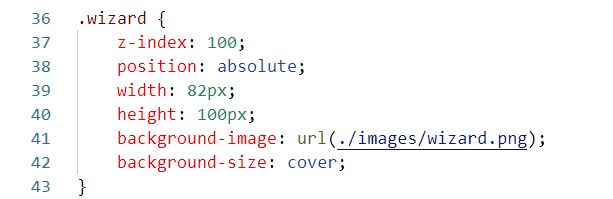 36 .wizard {
37 z-index: 100;
38 position: absolute;
39 width: 82px;
40 height: 100px;
41 background-image: url(./images/wizard.png);
42 background-size: cover;
43 }